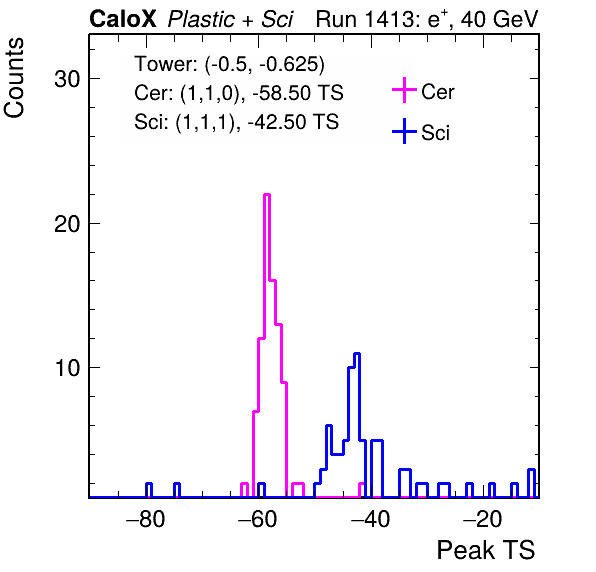 CaloX Plastic + Sci Run 1413: e⁺, 40 GeV
Tower: (-0.5, -0.625)
Cer: (1,1,0), -58.50 TS
Sci: (1,1,1), -42.50 TS
Cer
Sci
Counts
30
20
10
−80 −60 −40 −20
Peak TS